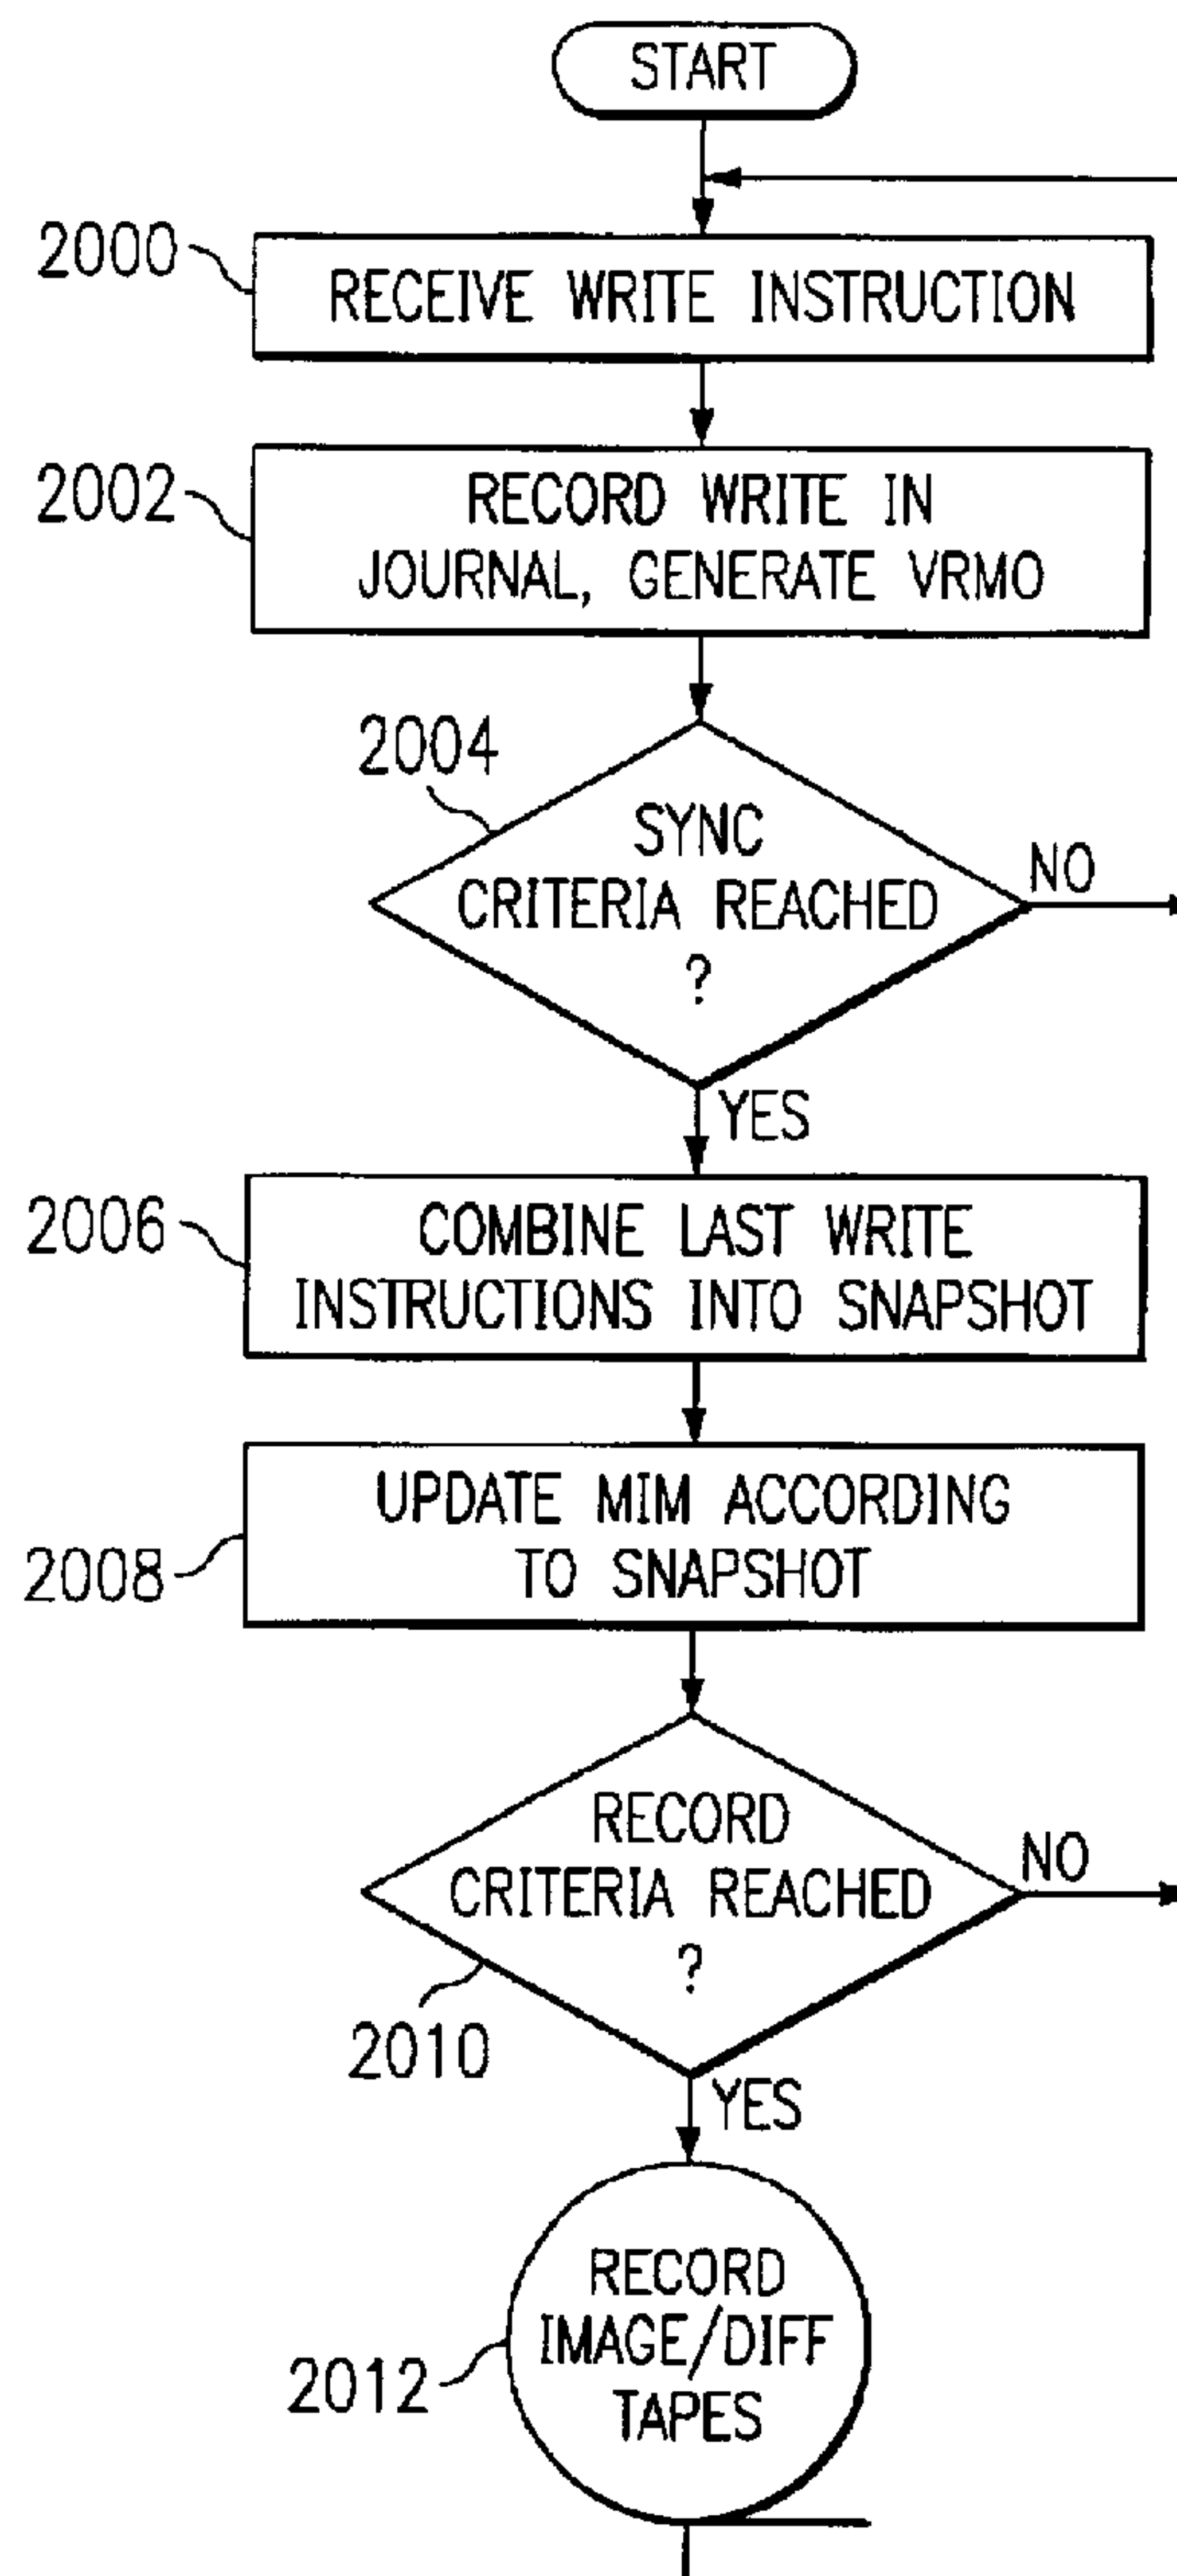 START
2000
RECEIVE WRITE INSTRUCTION
2002
RECORD WRITE IN
JOURNAL, GENERATE VRMO
2004
SYNC
CRITERIA REACHED
?
NO
YES
2006
COMBINE LAST WRITE
INSTRUCTIONS INTO SNAPSHOT
2008
UPDATE MIM ACCORDING
TO SNAPSHOT
RECORD
CRITERIA REACHED
?
NO
2010
YES
2012
RECORD
IMAGE/DIFF
TAPES